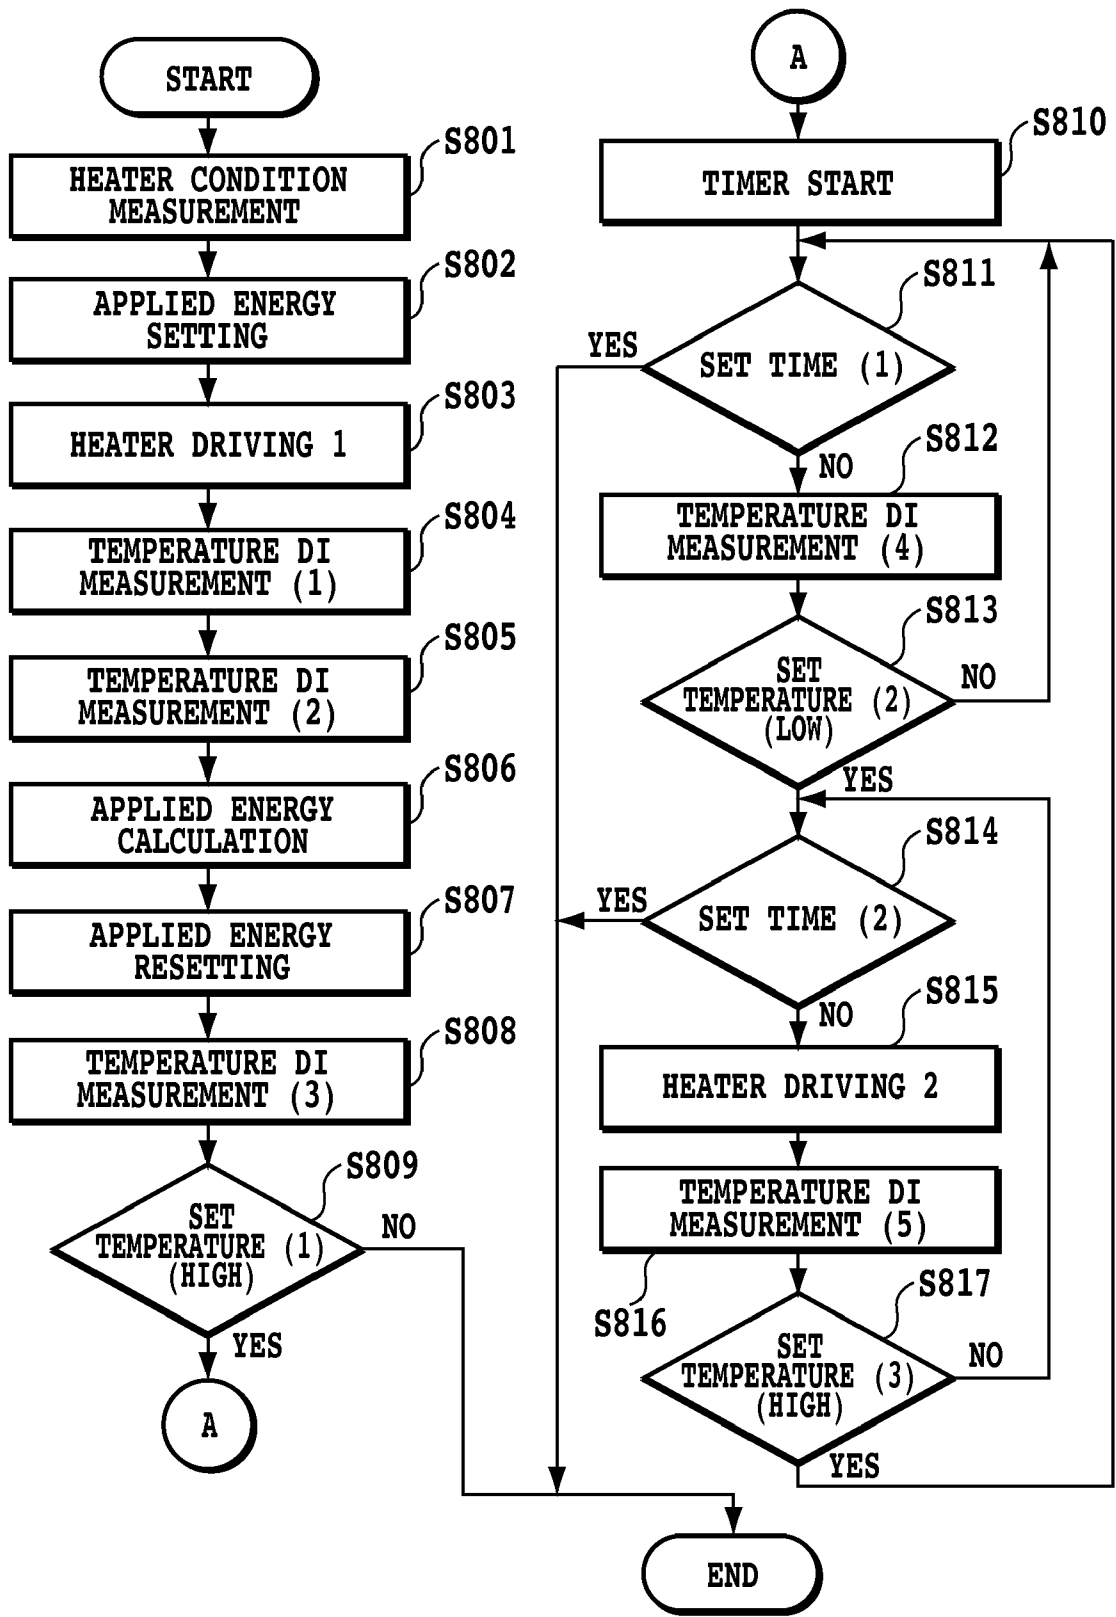 START
S801
HEATER CONDITION
MEASUREMENT
S802
APPLIED ENERGY
SETTING
S803
HEATER DRIVING 1
S804
TEMPERATURE DI
MEASUREMENT (1)
S805
TEMPERATURE DI
MEASUREMENT (2)
S806
APPLIED ENERGY
CALCULATION
S807
APPLIED ENERGY
RESETTING
S808
TEMPERATURE DI
MEASUREMENT (3)
S809
SET
TEMPERATURE (1)
(HIGH)
NO
YES
A
A
S810
TIMER START
S811
YES
SET TIME (1)
NO
S812
TEMPERATURE DI
MEASUREMENT (4)
S813
SET
TEMPERATURE (2)
(LOW)
NO
YES
S814
YES
SET TIME (2)
NO
S815
HEATER DRIVING 2
TEMPERATURE DI
MEASUREMENT (5)
S816
S817
SET
TEMPERATURE (3)
(HIGH)
NO
YES
END